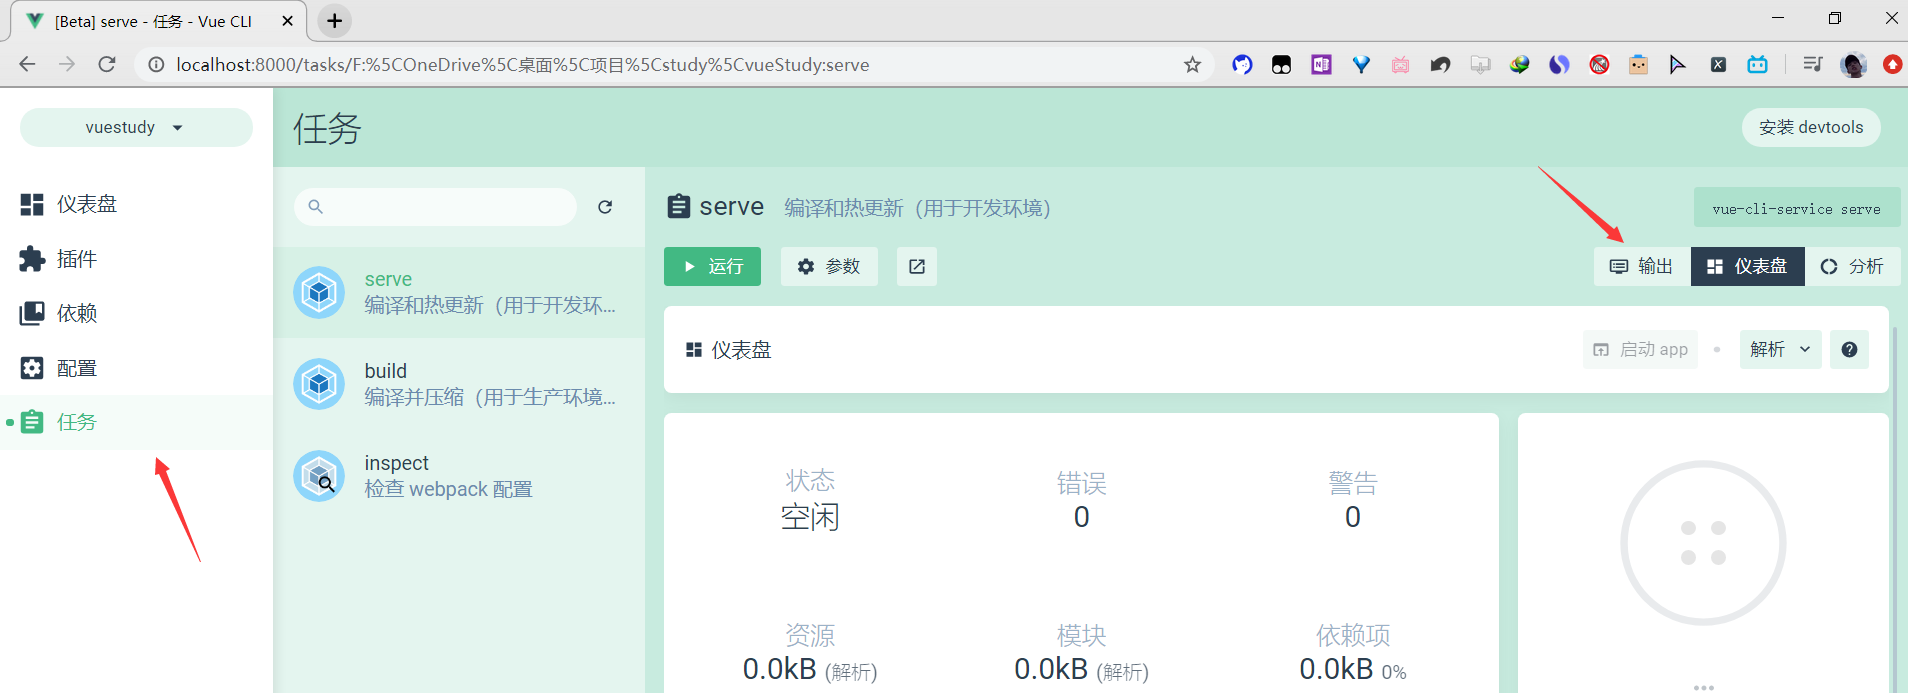 [Beta] serve - 任务 - Vue CLI
localhost:8000/tasks/F:%5COneDrive%5C桌面%5C项目%5Cstudy%5CvueStudy:serve
vuestudy
任务
安装 devtools
仪表盘
插件
依赖
配置
任务
serve
编译和热更新（用于开发环...
build
编译并压缩（用于生产环境...
inspect
检查 webpack 配置
serve 编译和热更新（用于开发环境）
vue-cli-service serve
运行 参数
输出 仪表盘 分析
仪表盘
启动 app
解析
状态 错误 警告
空闲 0 0
资源 模块 依赖项
0.0kB (解析) 0.0kB (解析) 0.0kB 0%